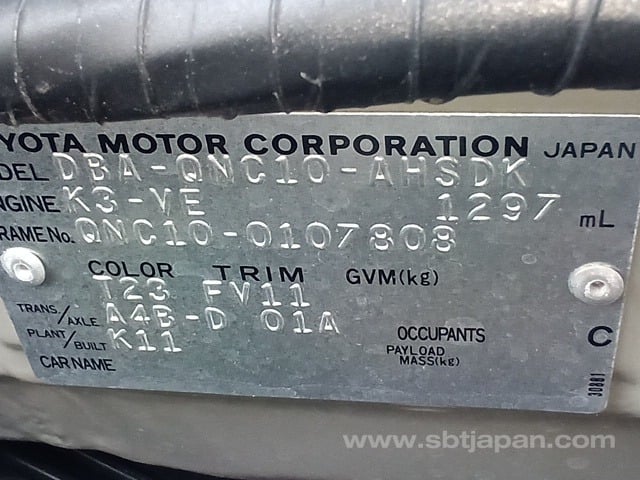 YOTA MOTOR CORPORATION JAPAN
DEL DBA-QNC10-AHSDK
NGINE K3-VE 1297 mL
RAME No. QNC10-0107808
COLOR TRIM GVM(kg)
T23 FV11
TRANS/AXLE A4B-D 01A
PLANT/BUILT K11 OCCUPANTS C
PAYLOAD MASS(kg)
CAR NAME
30881
www.sbtjapan.com